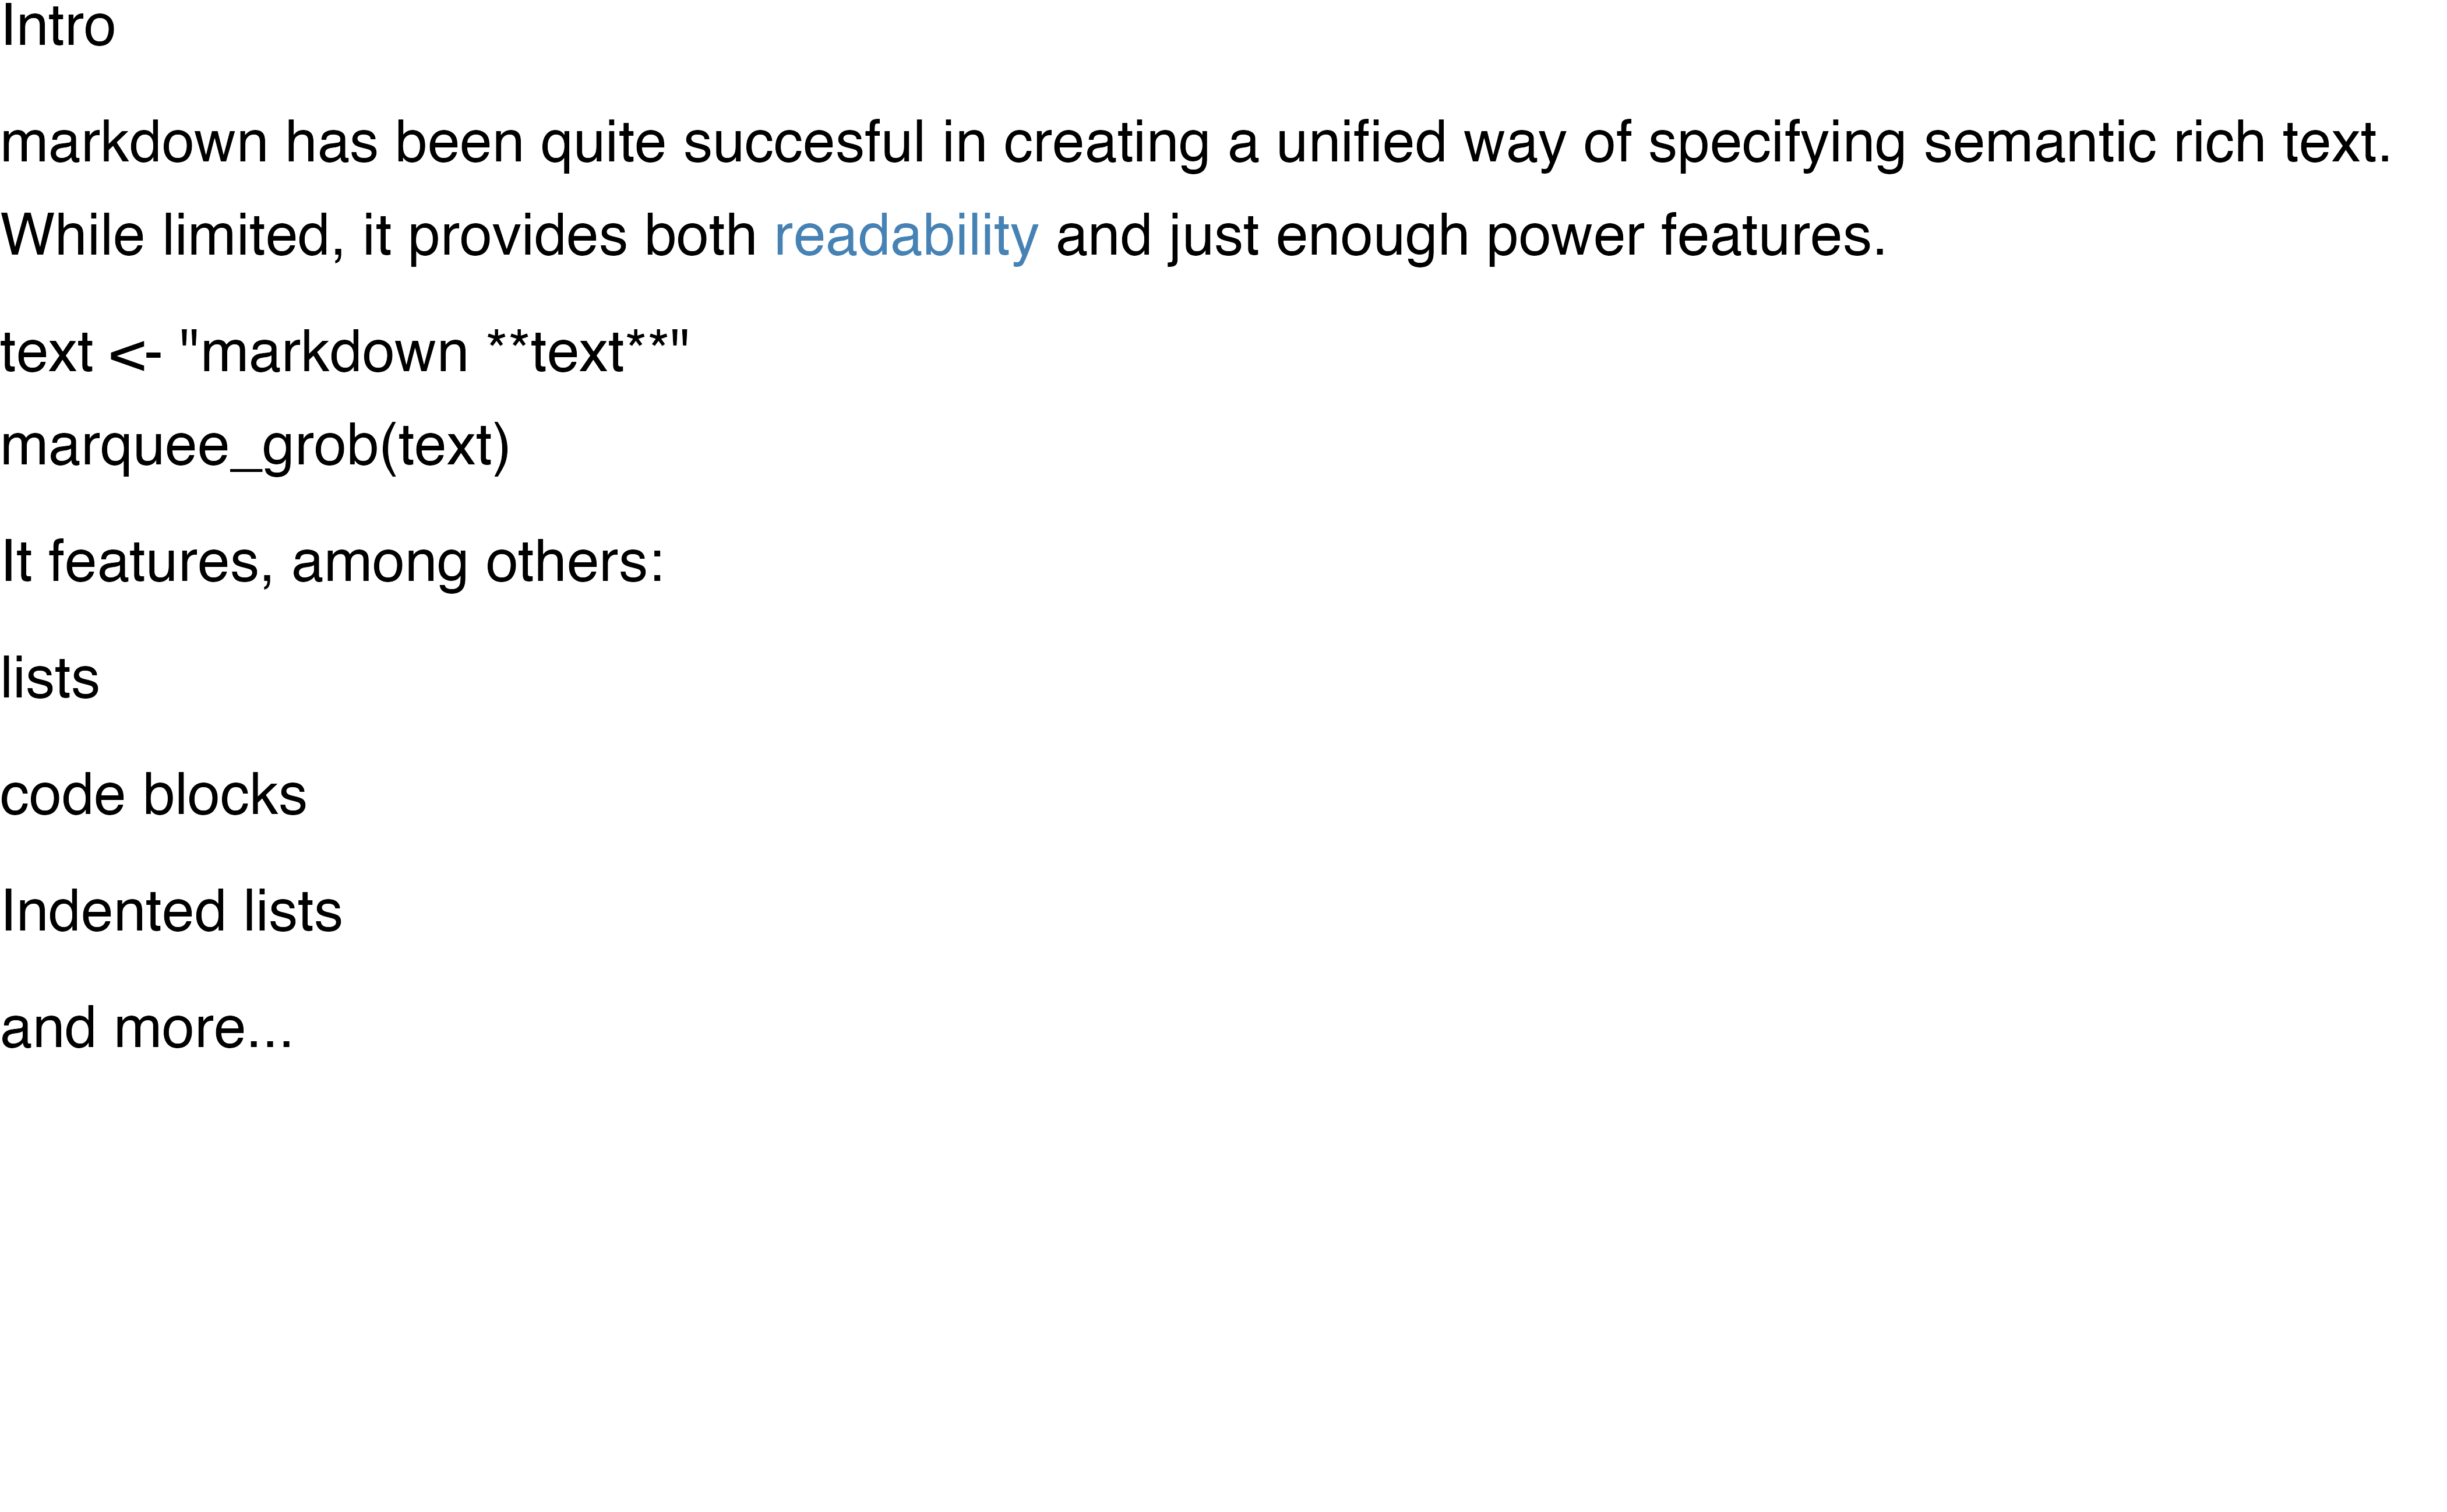 Intro
markdown has been quite succesful in creating a unified way of specifying semantic rich text.
While limited, it provides both readability and just enough power features.
text <- "markdown **text**"
marquee_grob(text)
It features, among others:
lists
code blocks
Indented lists
and more...